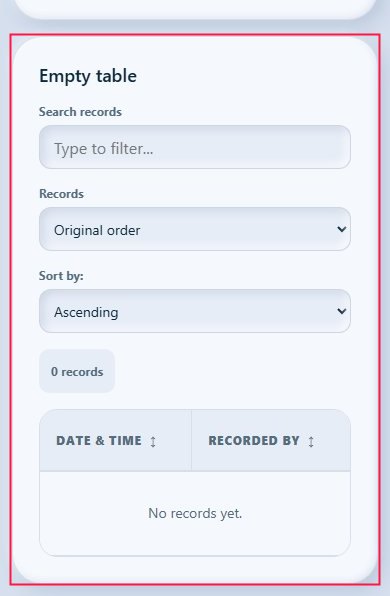 Empty table
Search records
Type to filter...
Records
Original order
Sort by:
Ascending
0 records
DATE & TIME ↕ RECORDED BY ↕
No records yet.